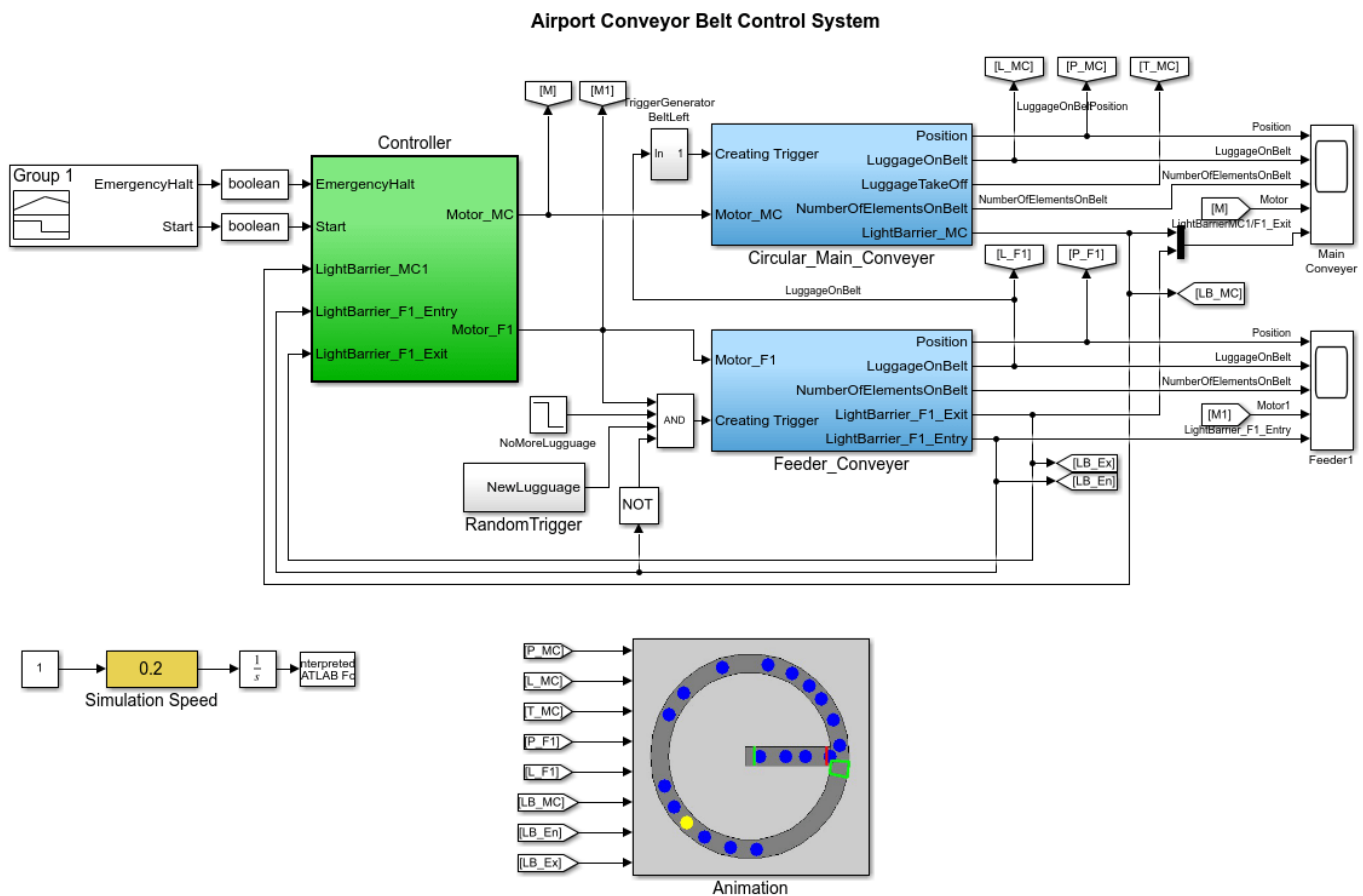 Airport Conveyor Belt Control System
[L_MC]
[P_MC]
[T_MC]
[M]
[M1]
TriggerGenerator
BeltLeft
LuggageOnBeltPosition
Controller
In 1
Group 1
EmergencyHalt
Start
boolean
boolean
EmergencyHalt
Start
LightBarrier_MC1
LightBarrier_F1_Entry
LightBarrier_F1_Exit
Motor_MC
Motor_F1
Creating Trigger
Motor_MC
Position
LuggageOnBelt
LuggageTakeOff
NumberOfElementsOnBelt
LightBarrier_MC
Circular_Main_Conveyer
NumberOfElementsOnBelt
Position
LuggageOnBelt
NumberOfElementsOnBelt
[M]
Motor
LightBarrierMC1/F1_Exit
Main
Conveyer
[L_F1]
[P_F1]
[LB_MC]
LuggageOnBelt
Motor_F1
Creating Trigger
Position
LuggageOnBelt
NumberOfElementsOnBelt
LightBarrier_F1_Exit
LightBarrier_F1_Entry
Feeder_Conveyer
Position
LuggageOnBelt
NumberOfElementsOnBelt
[M1]
Motor1
LightBarrier_F1_Entry
Feeder1
NoMoreLugguage
AND
NewLugguage
RandomTrigger
NOT
[LB_Ex]
[LB_En]
1
0.2
Simulation Speed
1
s
nterpreted
ATLAB Fc
[P_MC]
[L_MC]
[T_MC]
[P_F1]
[L_F1]
[LB_MC]
[LB_En]
[LB_Ex]
Animation